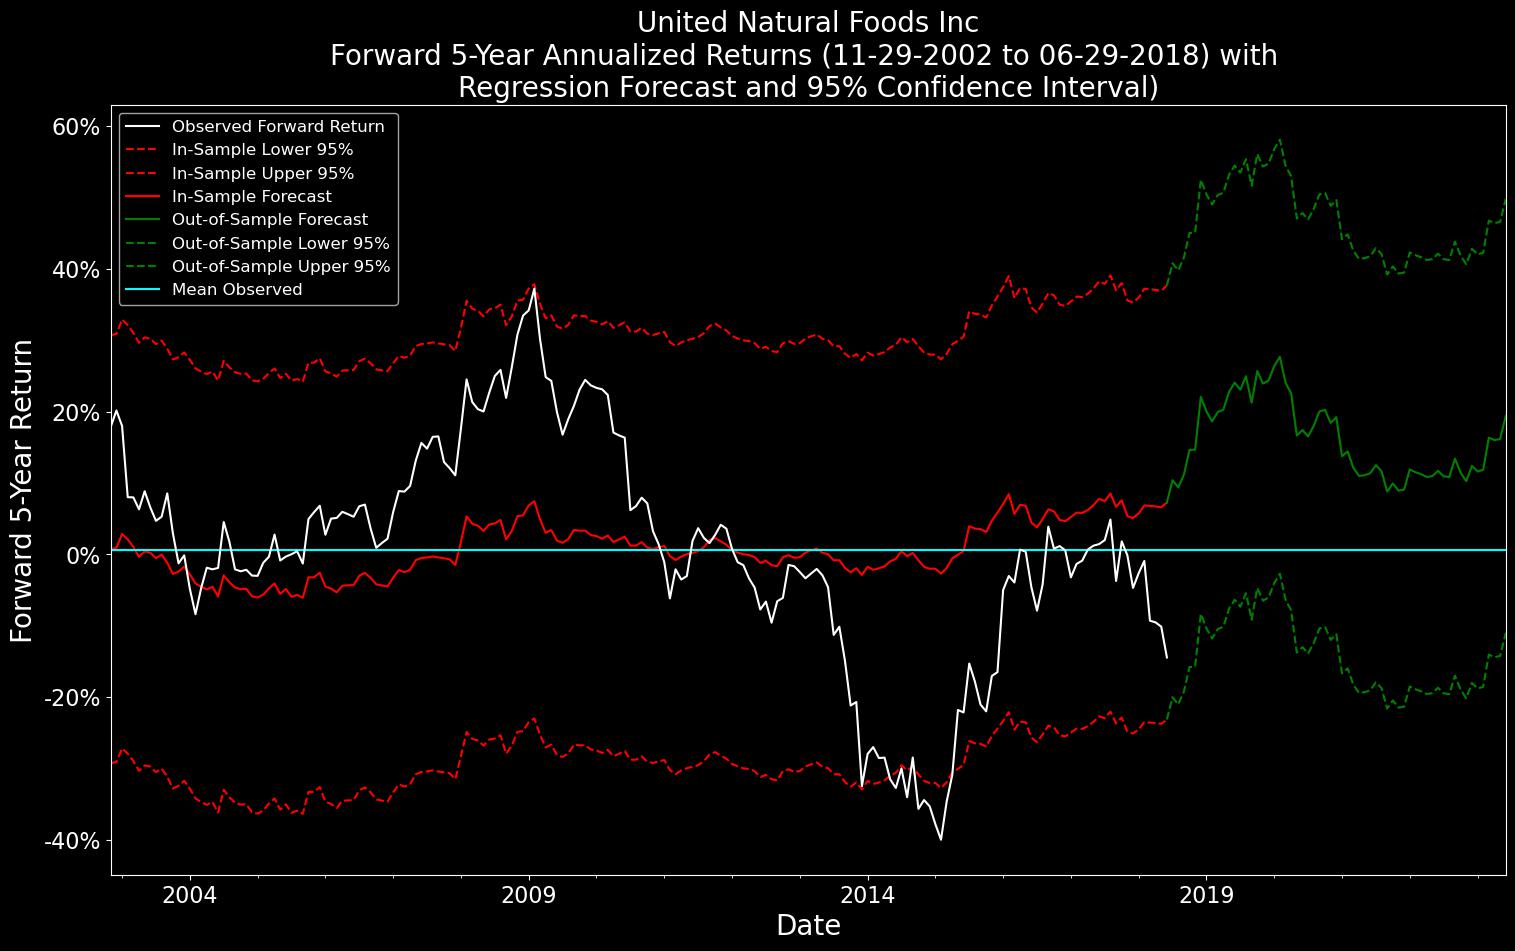 United Natural Foods Inc
Forward 5-Year Annualized Returns (11-29-2002 to 06-29-2018) with
Regression Forecast and 95% Confidence Interval)
Observed Forward Return
In-Sample Lower 95%
In-Sample Upper 95%
In-Sample Forecast
Out-of-Sample Forecast
Out-of-Sample Lower 95%
Out-of-Sample Upper 95%
Mean Observed
Forward 5-Year Return
60%
40%
20%
0%
-20%
-40%
2004
2009
2014
2019
Date